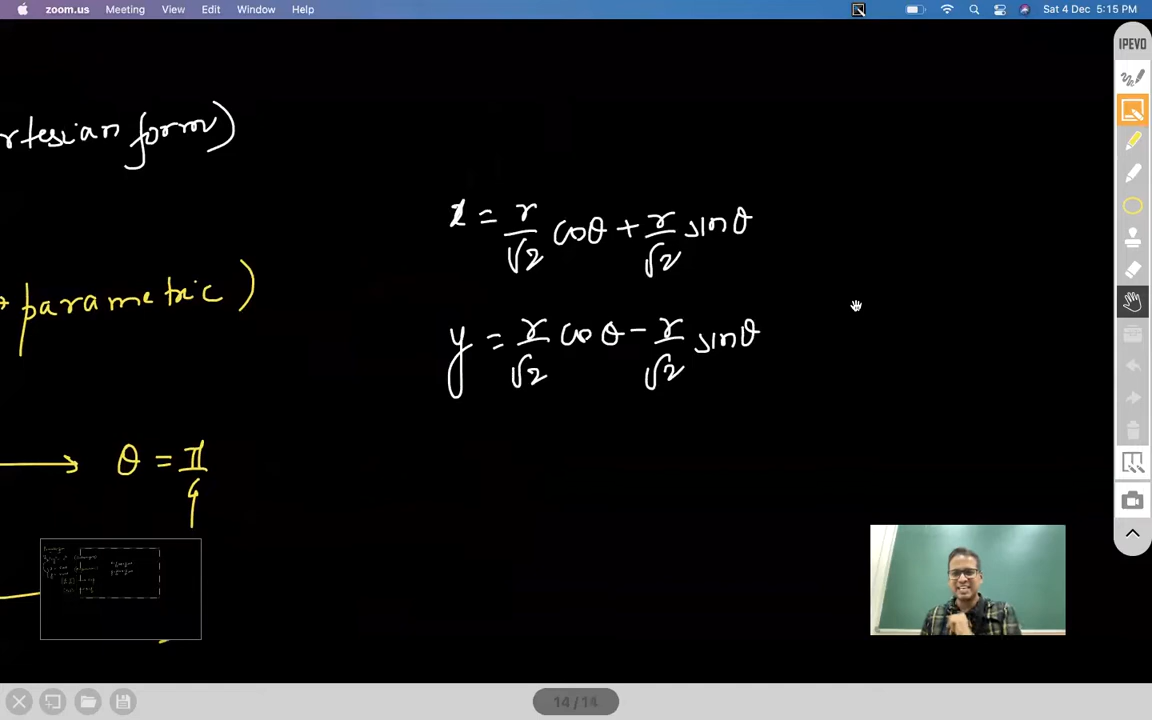 zoom.us Meeting View Edit Window Help Sat 4 Dec 5:15 PM
IPEVO
rtesian form)
x = r/√2 cosθ + r/√2 sinθ
parametric )
y = r/√2 cosθ - r/√2 sinθ
θ = π/4
14 / 14